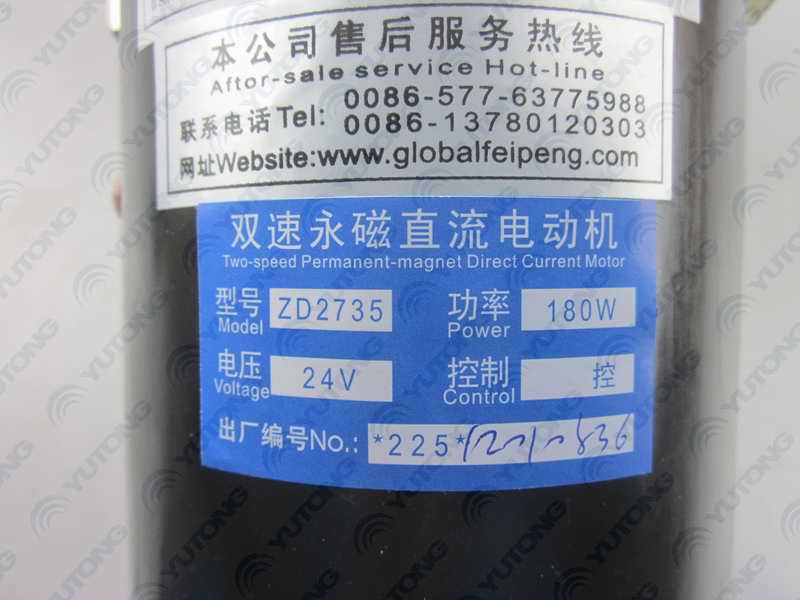 本公司售后服务热线
Aftor-sale service Hot-line
联系电话Tel: 0086-577-63775988
0086-13780120303
网址Website:www.globalfeipeng.com
双速永磁直流电动机
Two-speed Permanent-magnet Direct Current Motor
型号 Model ZD2735 功率 Power 180W
电压 Voltage 24V 控制 Control 控
出厂编号No.: *225*
YUTONG